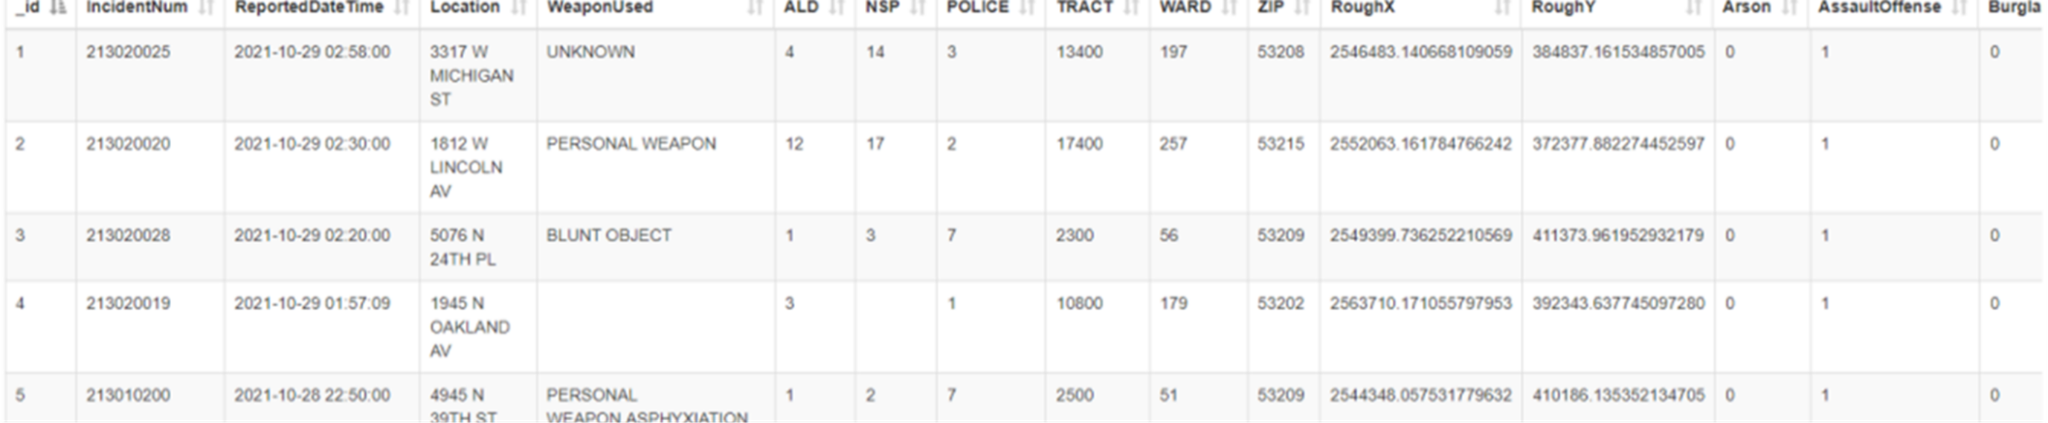 _id IncidentNum ReportedDateTime Location WeaponUsed ALD NSP POLICE TRACT WARD ZIP RoughX RoughY Arson AssaultOffense Burgla
1 213020025 2021-10-29 02:58:00 3317 W UNKNOWN 4 14 3 13400 197 53208 2546483.140668109059 384837.161534857005 0 1 0
MICHIGAN
ST
2 213020020 2021-10-29 02:30:00 1812 W PERSONAL WEAPON 12 17 2 17400 257 53215 2552063.161784766242 372377.882274452597 0 1 0
LINCOLN
AV
3 213020028 2021-10-29 02:20:00 5076 N BLUNT OBJECT 1 3 7 2300 56 53209 2549399.736252210569 411373.961952932179 0 1 0
24TH PL
4 213020019 2021-10-29 01:57:09 1945 N 3 1 10800 179 53202 2563710.171055797953 392343.637745097280 0 1 0
OAKLAND
AV
5 213010200 2021-10-28 22:50:00 4945 N PERSONAL 1 2 7 2500 51 53209 2544348.057531779632 410186.135352134705 0 1 0
39TH ST WEAPON,ASPHYXIATION